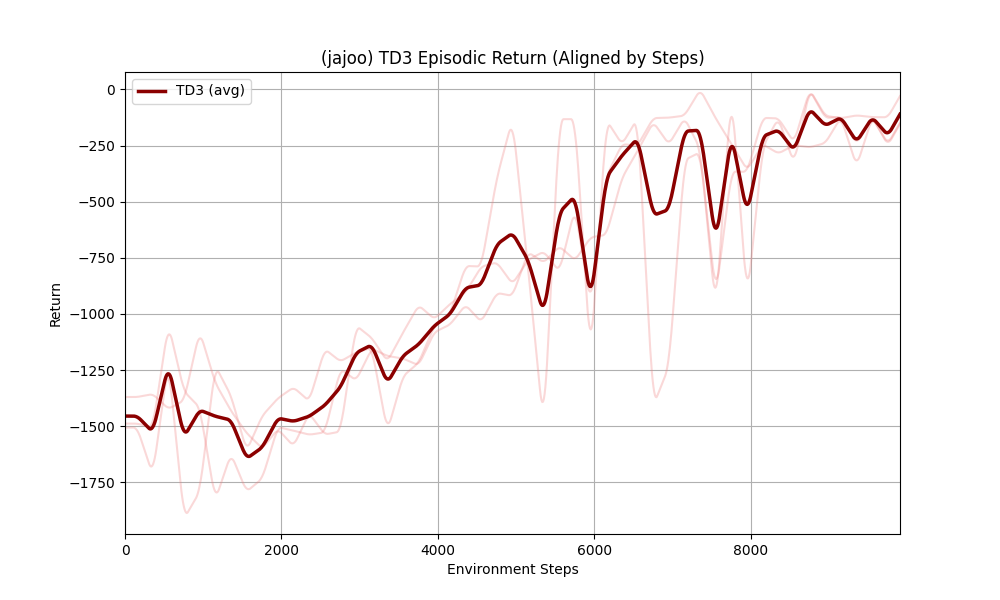 (jajoo) TD3 Episodic Return (Aligned by Steps)
TD3 (avg)
Return
0
−250
−500
−750
−1000
−1250
−1500
−1750
0 2000 4000 6000 8000
Environment Steps